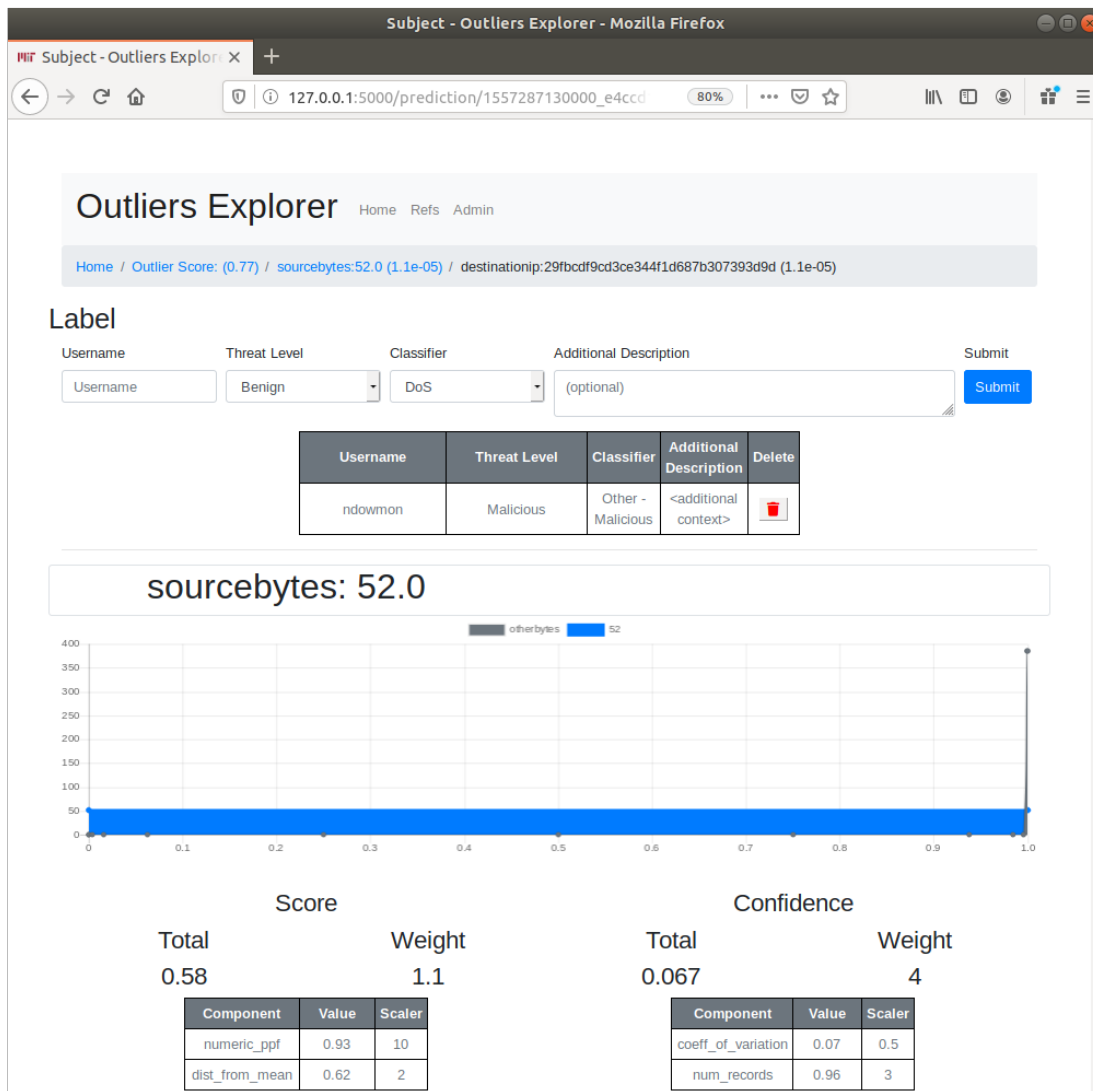 Subject - Outliers Explorer - Mozilla Firefox
Subject - Outliers Explore
127.0.0.1:5000/prediction/1557287130000_e4ccd 80%
Outliers Explorer Home Refs Admin
Home / Outlier Score: (0.77) / sourcebytes:52.0 (1.1e-05) / destinationip:29fbcdf9cd3ce344f1d687b307393d9d (1.1e-05)
Label
Username Threat Level Classifier Additional Description Submit
Username Benign DoS (optional) Submit
Username Threat Level Classifier Additional Description Delete
ndowmon Malicious Other - Malicious <additional context>
sourcebytes: 52.0
otherbytes 52
400
350
300
250
200
150
100
50
0
0 0.1 0.2 0.3 0.4 0.5 0.6 0.7 0.8 0.9 1.0
Score Confidence
Total Weight Total Weight
0.58 1.1 0.067 4
Component Value Scaler Component Value Scaler
numeric_ppf 0.93 10 coeff_of_variation 0.07 0.5
dist_from_mean 0.62 2 num_records 0.96 3